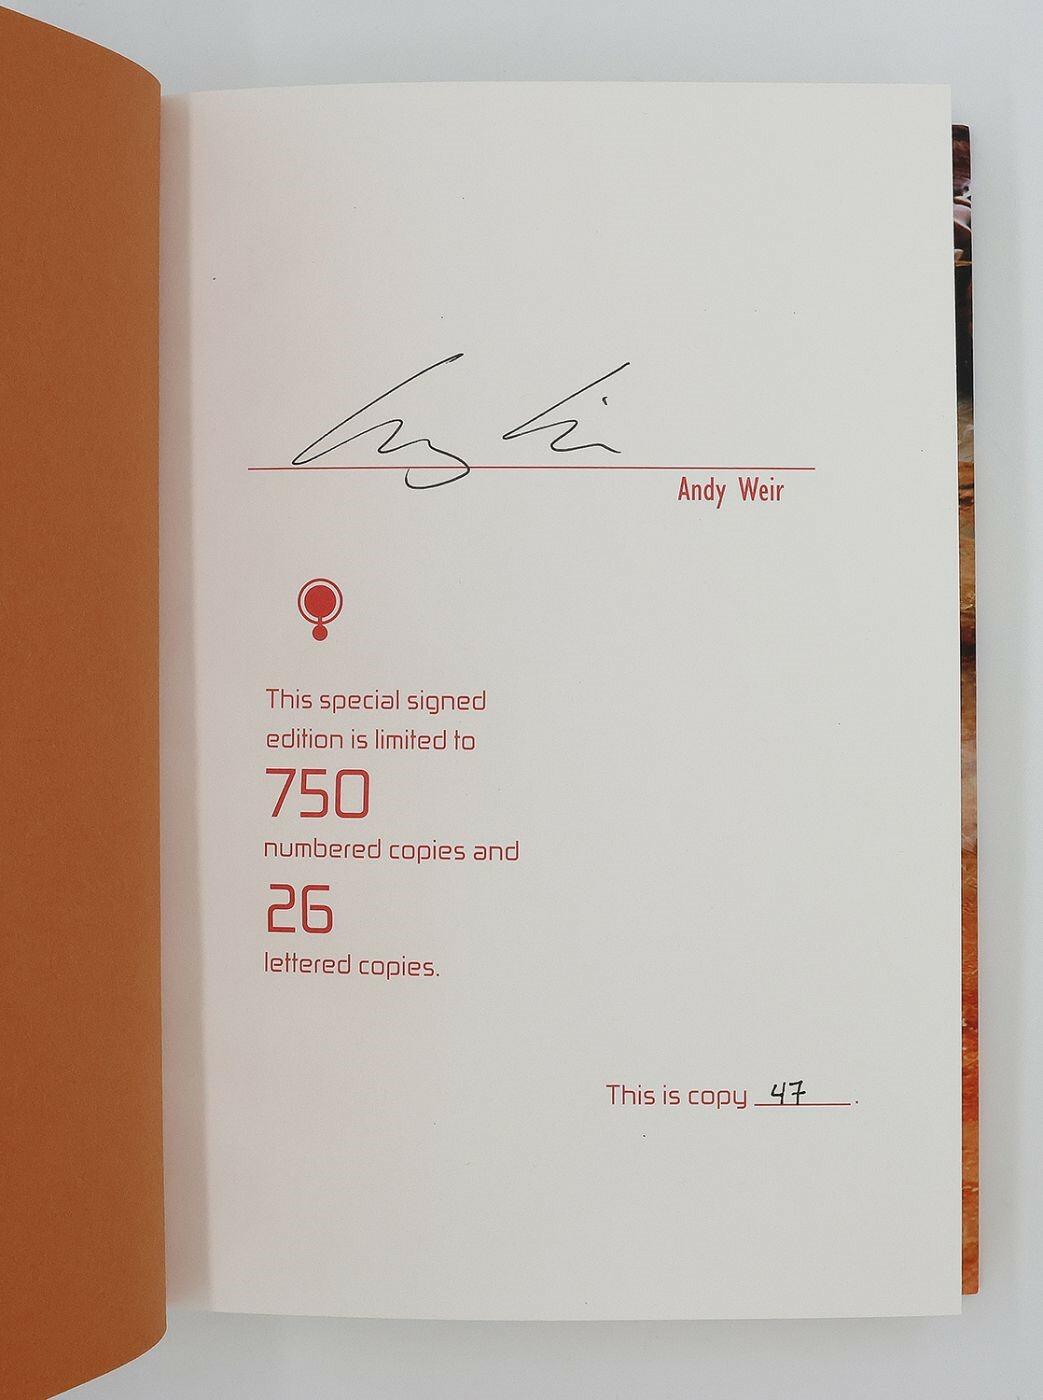 Andy Weir
This special signed
edition is limited to
750
numbered copies and
26
lettered copies.
This is copy 47.